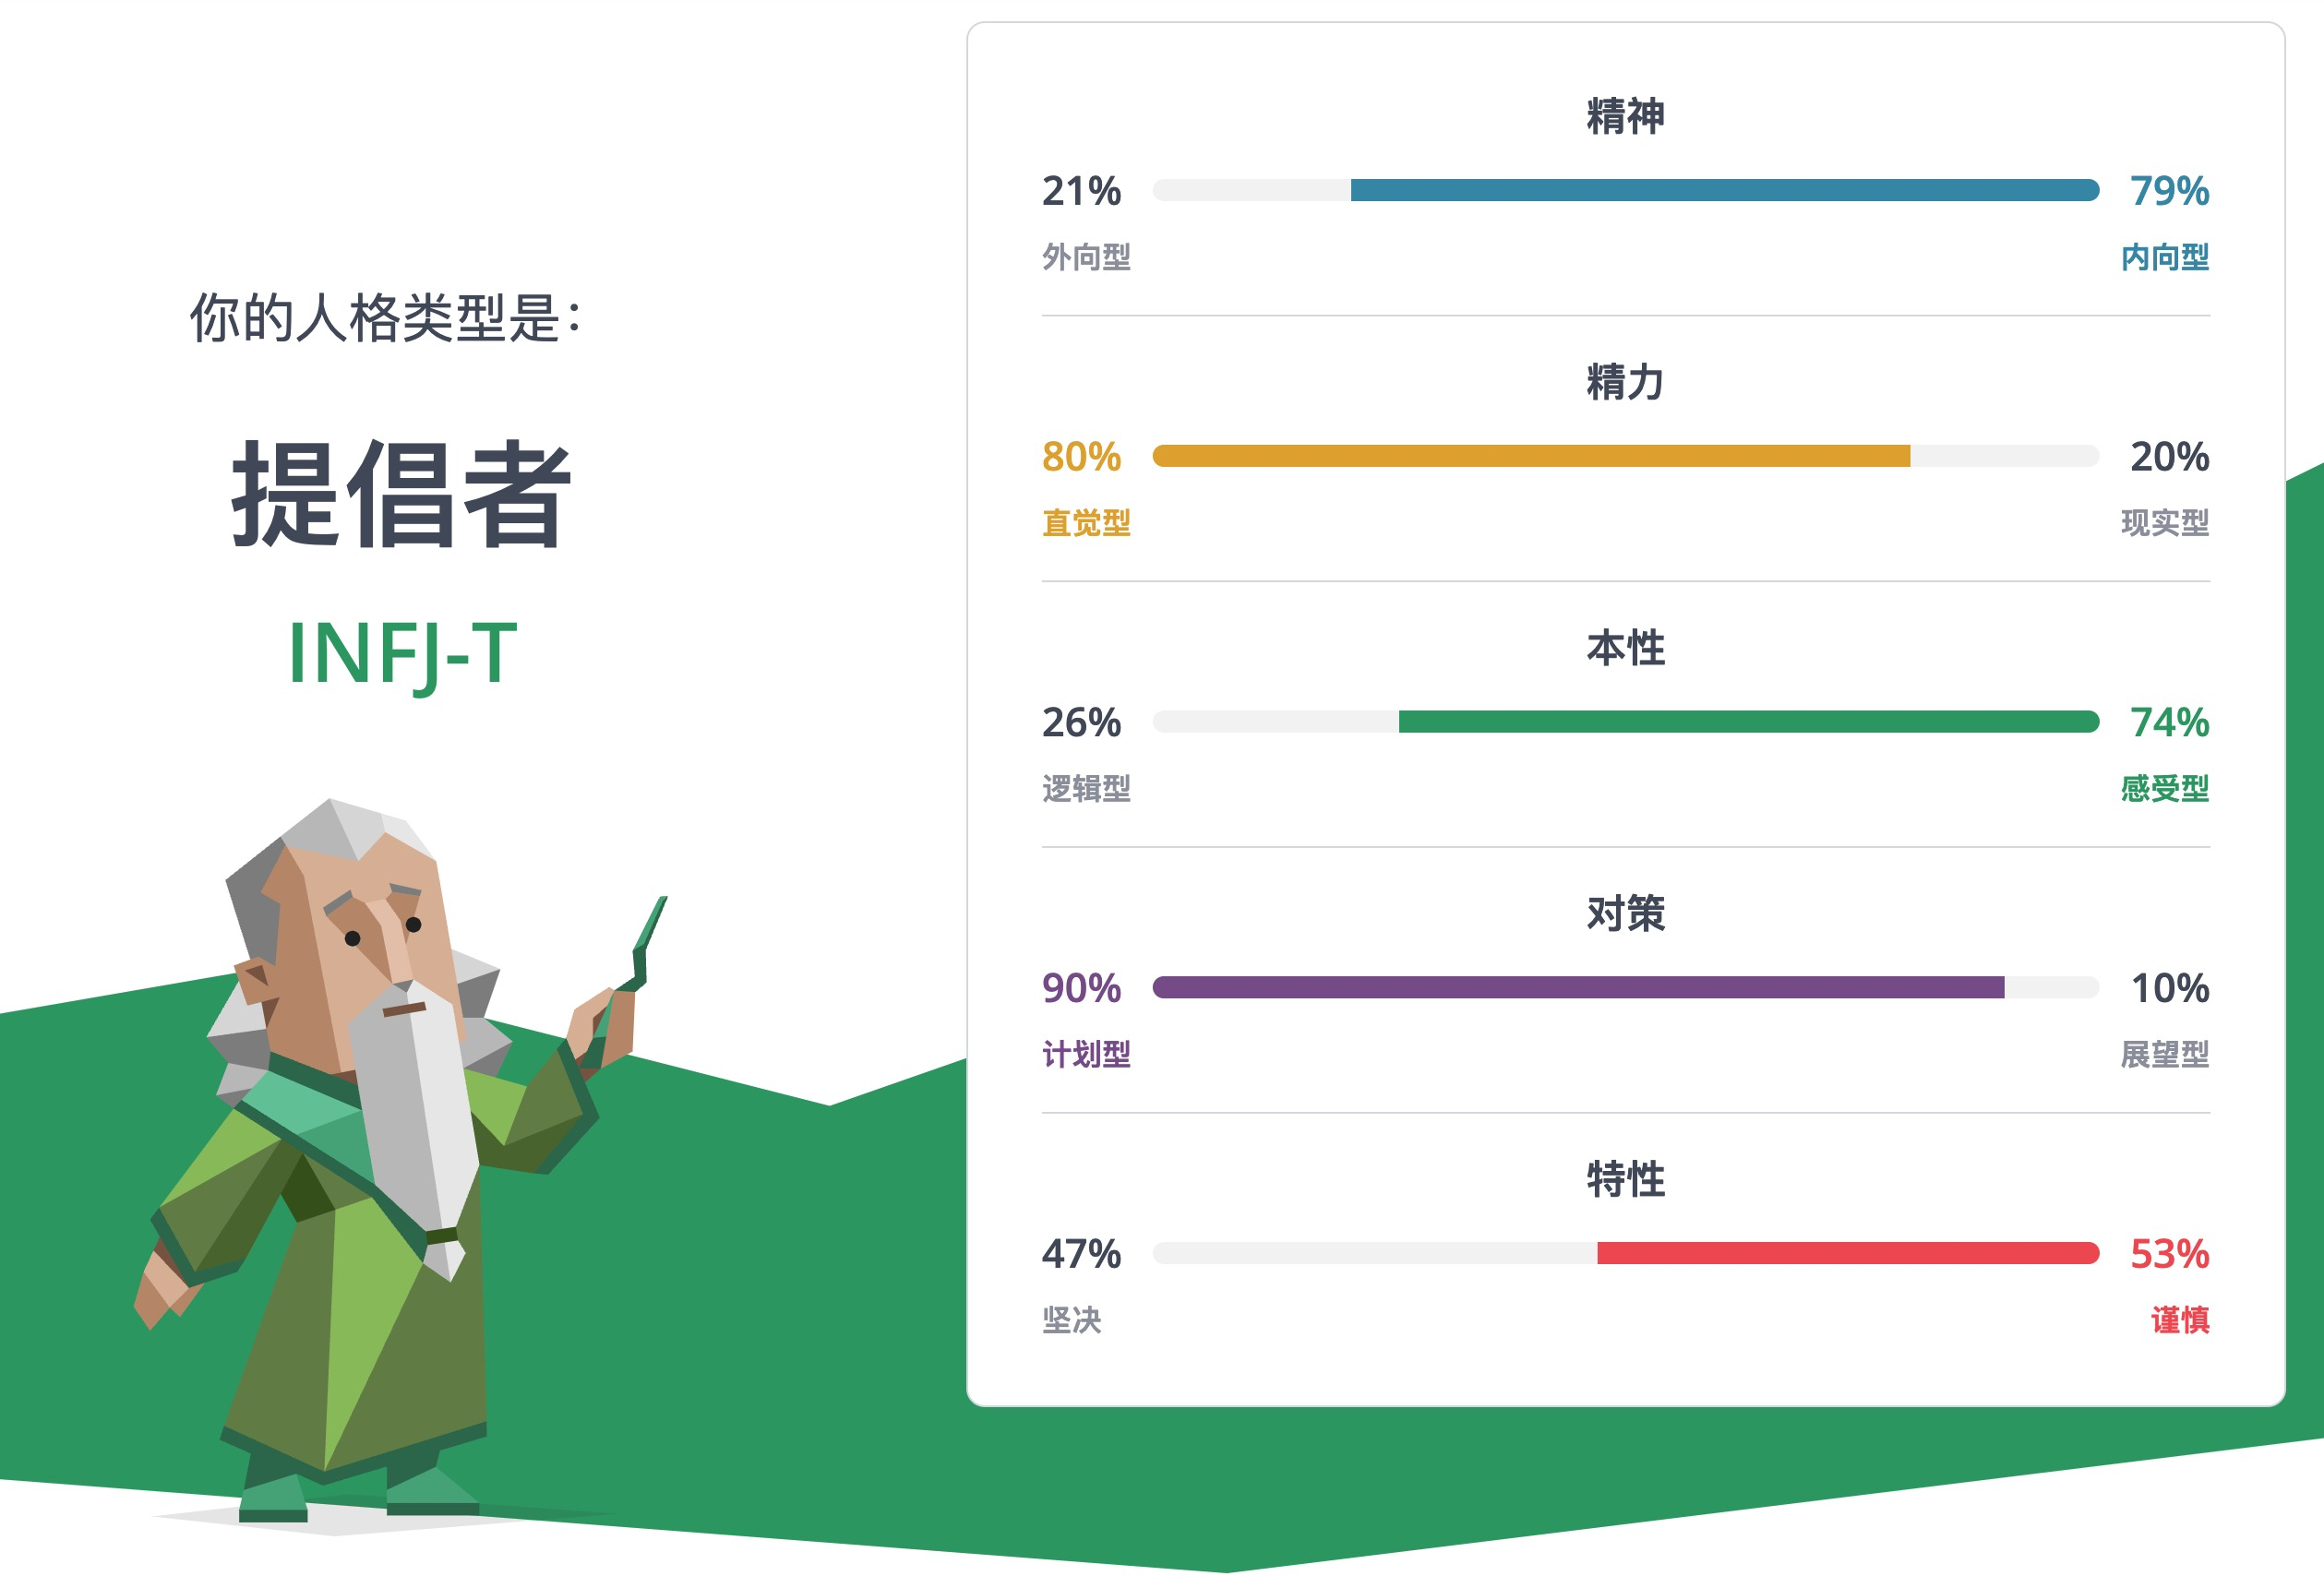 你的人格类型是：
提倡者
INFJ-T
精神
21% 79%
外向型 内向型
精力
80% 20%
直觉型 现实型
本性
26% 74%
逻辑型 感受型
对策
90% 10%
计划型 展望型
特性
47% 53%
坚决 谨慎